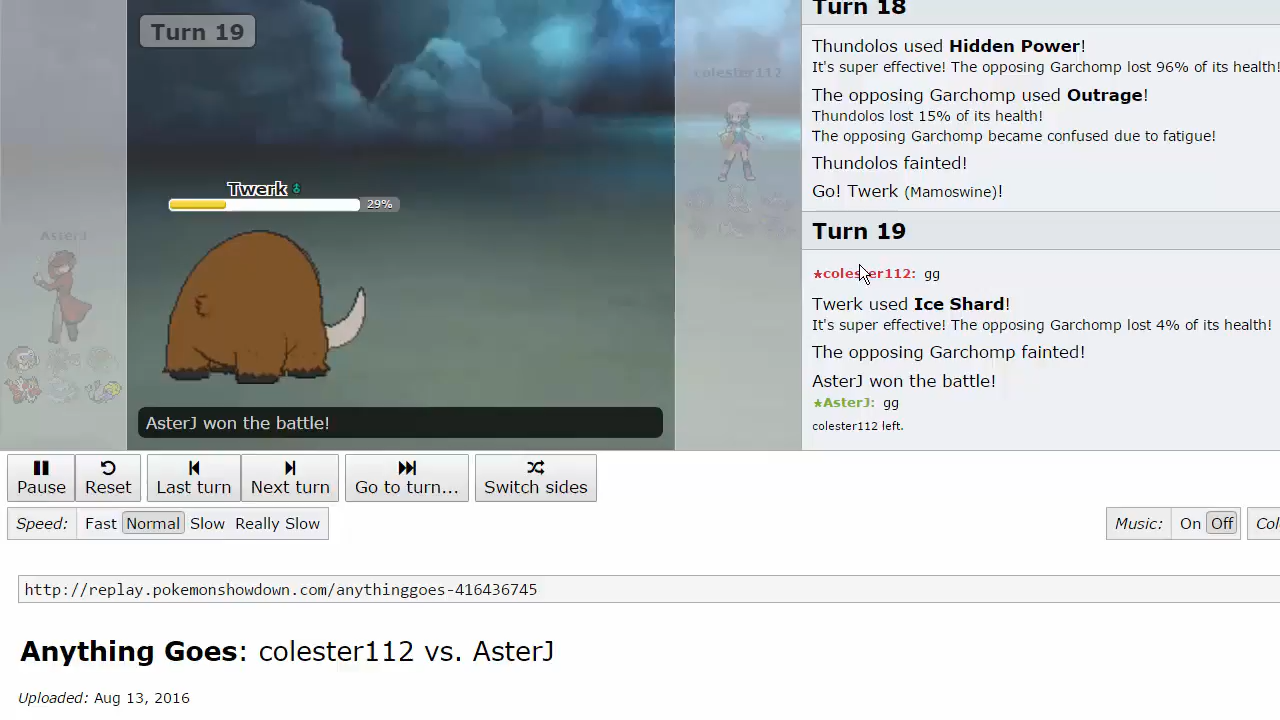 Turn 19
colester112
Twerk
29%
AsterJ
AsterJ won the battle!
Turn 18
Thundolos used Hidden Power!
It's super effective! The opposing Garchomp lost 96% of its health!
The opposing Garchomp used Outrage!
Thundolos lost 15% of its health!
The opposing Garchomp became confused due to fatigue!
Thundolos fainted!
Go! Twerk (Mamoswine)!
Turn 19
★colester112: gg
Twerk used Ice Shard!
It's super effective! The opposing Garchomp lost 4% of its health!
The opposing Garchomp fainted!
AsterJ won the battle!
★AsterJ: gg
colester112 left.
Pause Reset Last turn Next turn Go to turn... Switch sides
Speed: Fast Normal Slow Really Slow Music: On Off Col
http://replay.pokemonshowdown.com/anythinggoes-416436745
Anything Goes: colester112 vs. AsterJ
Uploaded: Aug 13, 2016